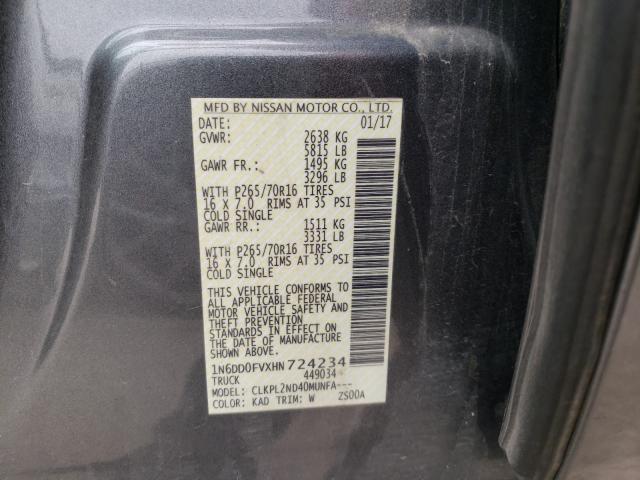 MFD BY NISSAN MOTOR CO., LTD.
DATE: 01/17
GVWR: 2638 KG
5815 LB
GAWR FR.: 1495 KG
3296 LB
WITH P265/70R16 TIRES
16 X 7.0 RIMS AT 35 PSI
COLD SINGLE
GAWR RR.: 1511 KG
3331 LB
WITH P265/70R16 TIRES
16 X 7.0 RIMS AT 35 PSI
COLD SINGLE
THIS VEHICLE CONFORMS TO
ALL APPLICABLE FEDERAL
MOTOR VEHICLE SAFETY AND
THEFT PREVENTION
STANDARDS IN EFFECT ON
THE DATE OF MANUFACTURE
SHOWN ABOVE.
1N6DD0FVXHN724234
TRUCK 449034
MODEL: CLKPL2ND40MUNFA---
COLOR: KAD TRIM: W ZS00A